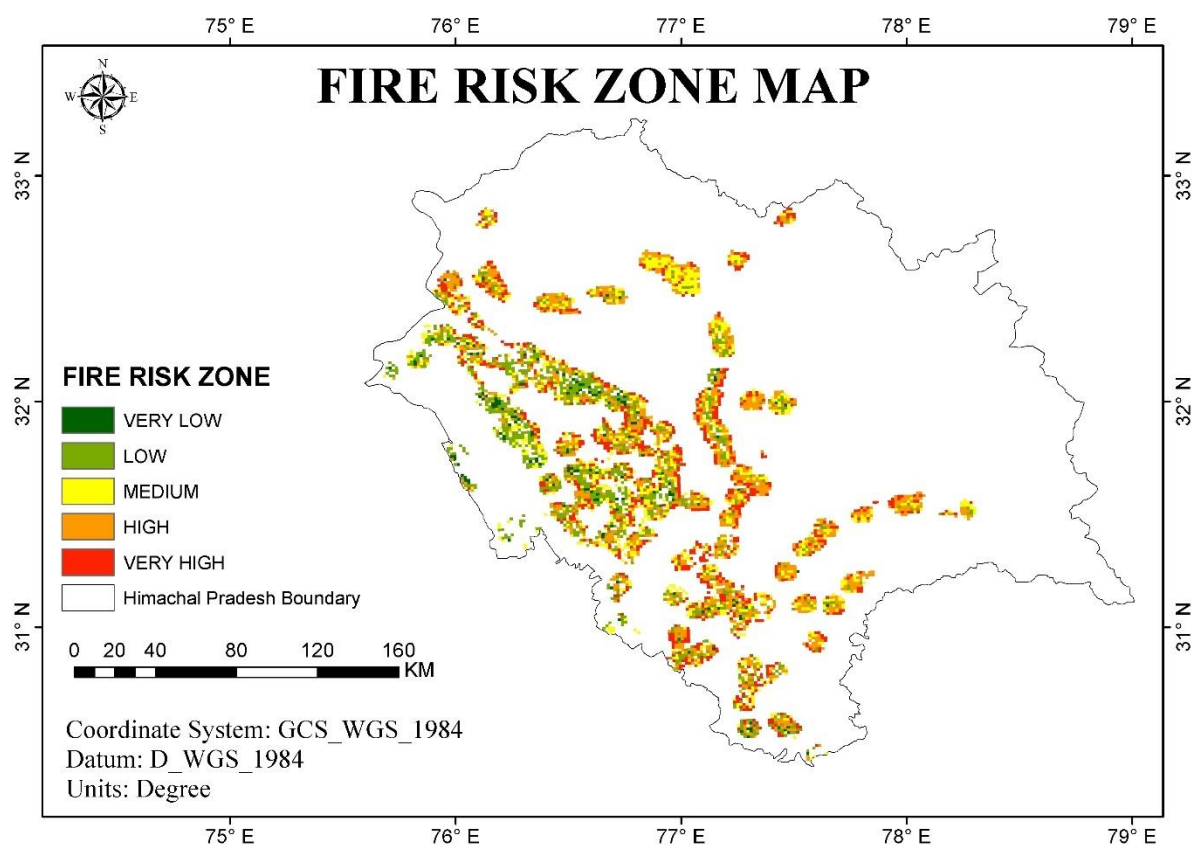 75° E 76° E 77° E 78° E 79° E
N
W E
S
FIRE RISK ZONE MAP
33° N 33° N
32° N 32° N
31° N 31° N
FIRE RISK ZONE
VERY LOW
LOW
MEDIUM
HIGH
VERY HIGH
Himachal Pradesh Boundary
0 20 40 80 120 160
KM
Coordinate System: GCS_WGS_1984
Datum: D_WGS_1984
Units: Degree
75° E 76° E 77° E 78° E 79° E